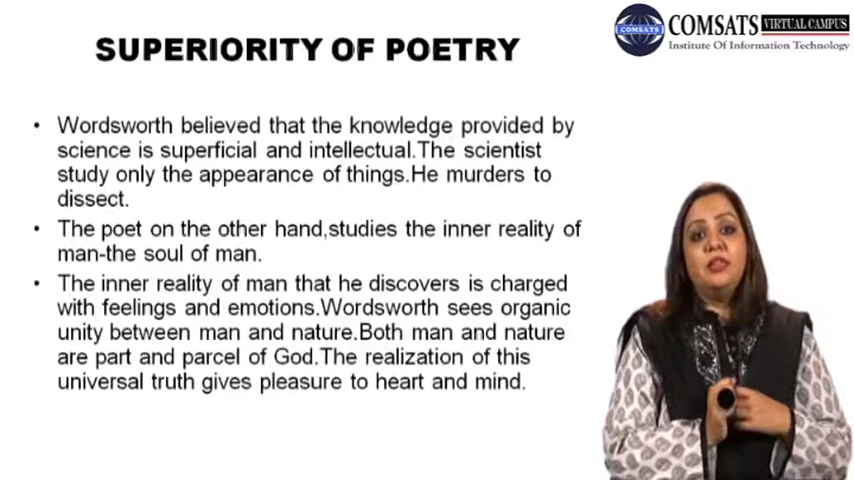 SUPERIORITY OF POETRY
COMSATS
COMSATS VIRTUAL CAMPUS
Institute Of Information Technology
• Wordsworth believed that the knowledge provided by
science is superficial and intellectual.The scientist
study only the appearance of things.He murders to
dissect.
• The poet on the other hand,studies the inner reality of
man-the soul of man.
• The inner reality of man that he discovers is charged
with feelings and emotions.Wordsworth sees organic
unity between man and nature.Both man and nature
are part and parcel of God.The realization of this
universal truth gives pleasure to heart and mind.